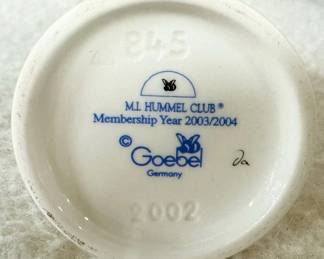 845
M.I. HUMMEL CLUB®
Membership Year 2003/2004
© Goebel
Germany
2002